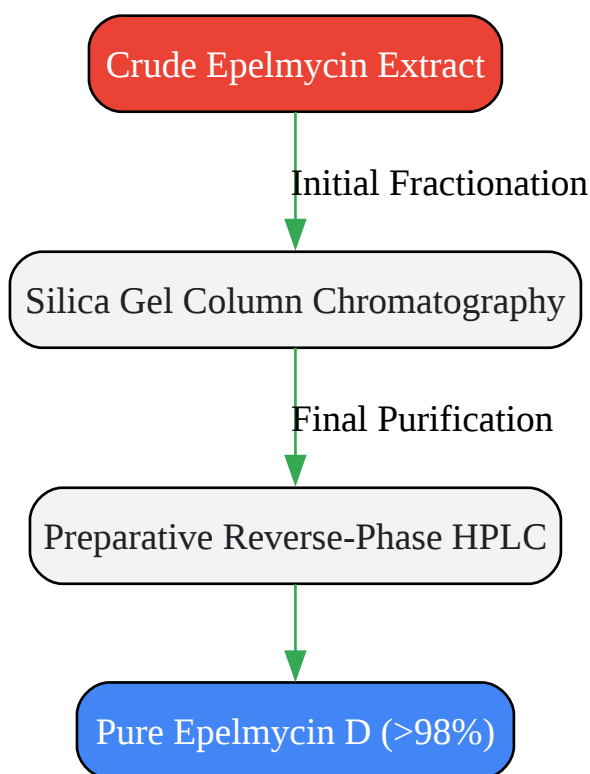 Crude Epelmycin Extract
Initial Fractionation
Silica Gel Column Chromatography
Final Purification
Preparative Reverse-Phase HPLC
Pure Epelmycin D (>98%)